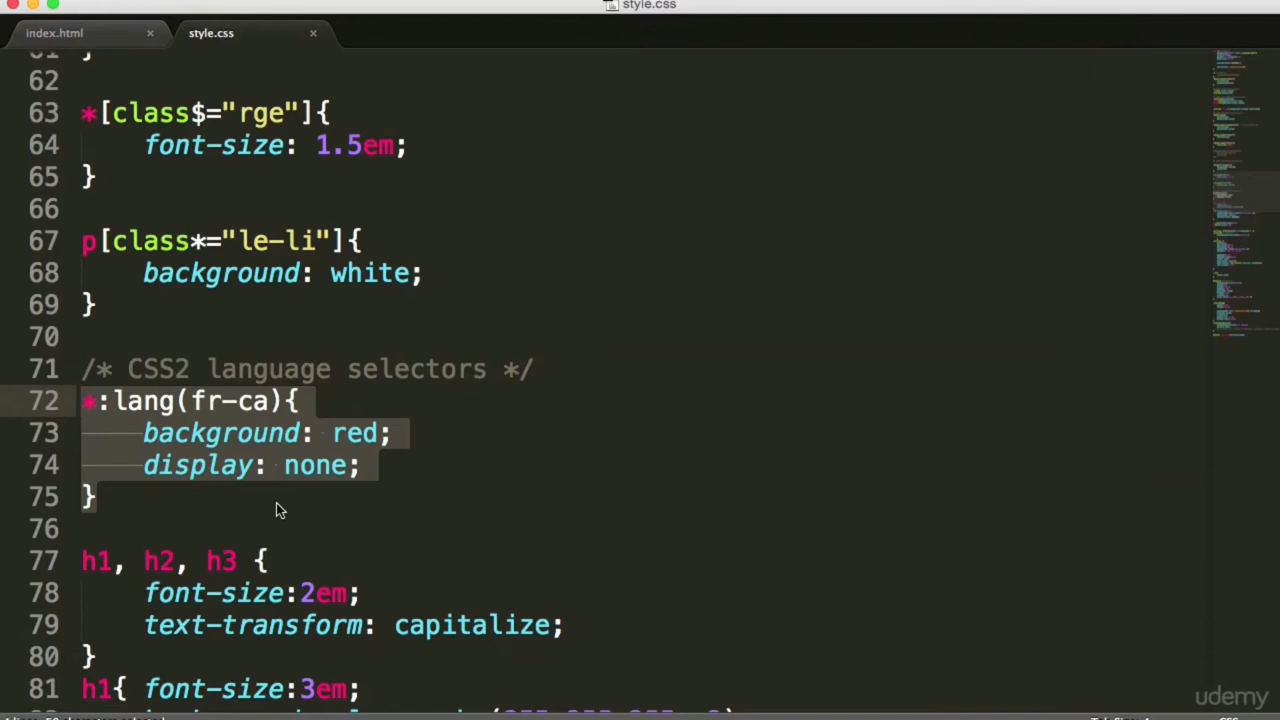 style.css
index.html ×
style.css ×
61 }
62
63 *[class$="rge"]{
64 font-size: 1.5em;
65 }
66
67 p[class*="le-li"]{
68 background: white;
69 }
70
71 /* CSS2 language selectors */
72 *:lang(fr-ca){
73 background: red;
74 display: none;
75 }
76
77 h1, h2, h3 {
78 font-size:2em;
79 text-transform: capitalize;
80 }
81 h1{ font-size:3em;
udemy